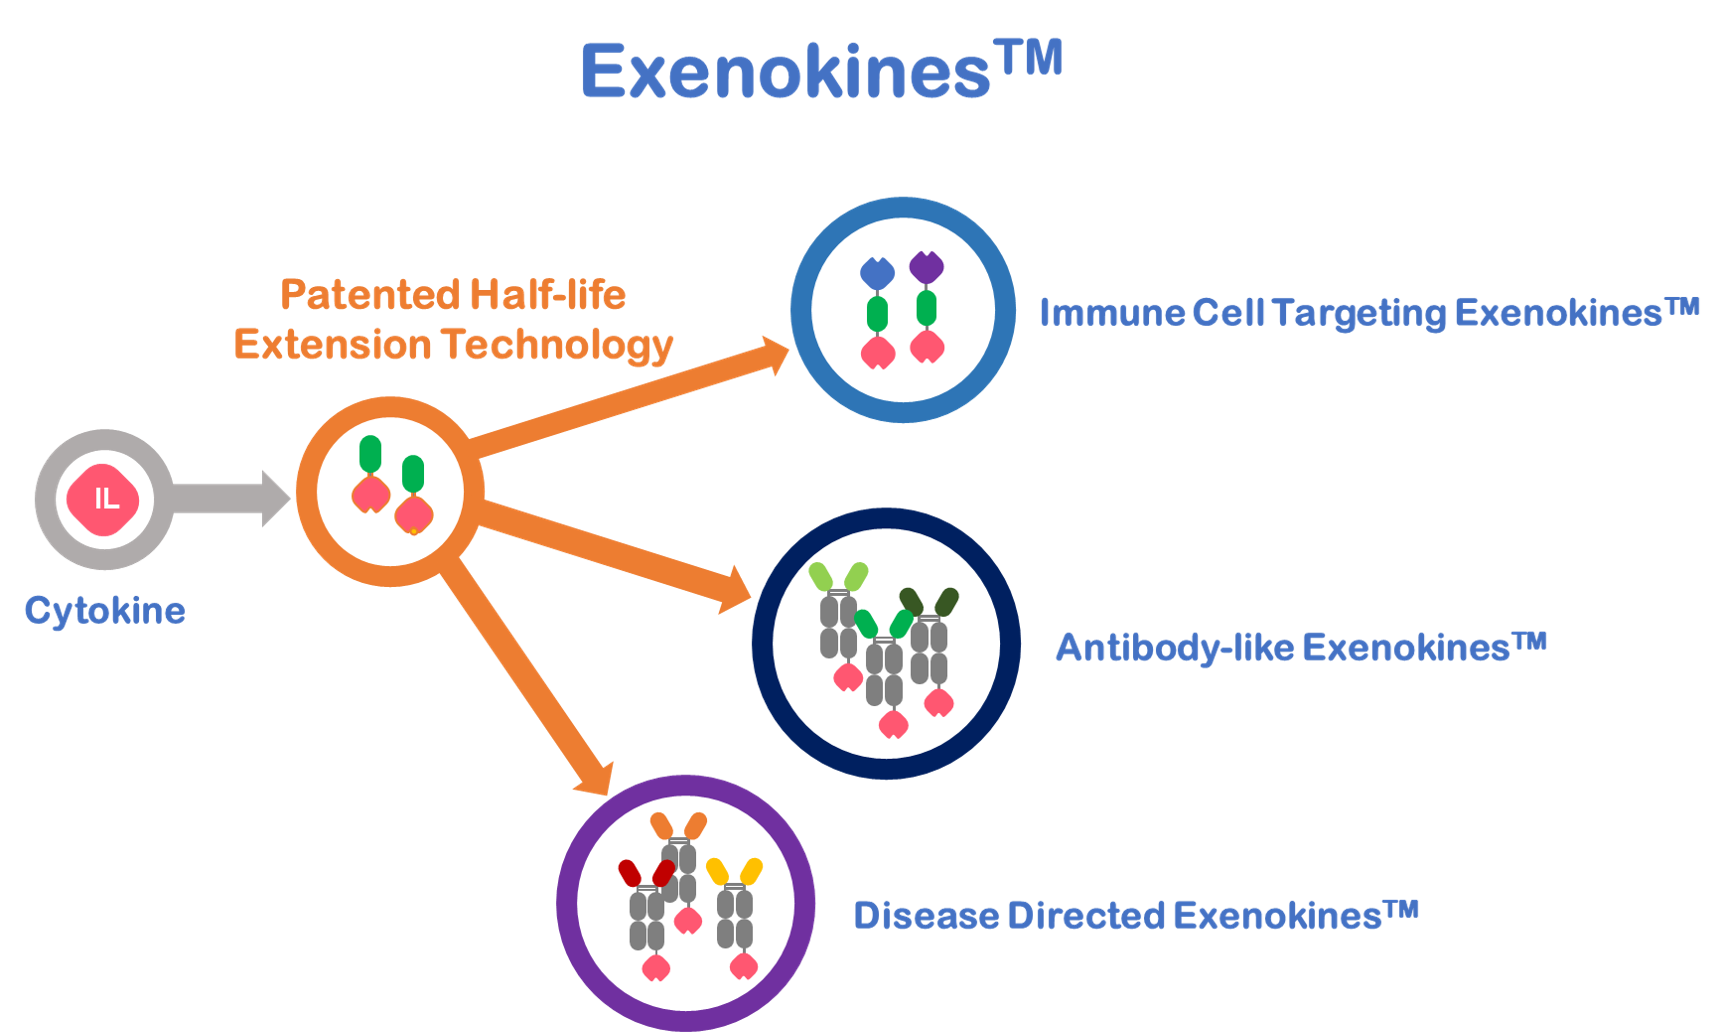 Exenokines™
Patented Half-life
Extension Technology
Immune Cell Targeting Exenokines™
IL
Cytokine
Antibody-like Exenokines™
Disease Directed Exenokines™